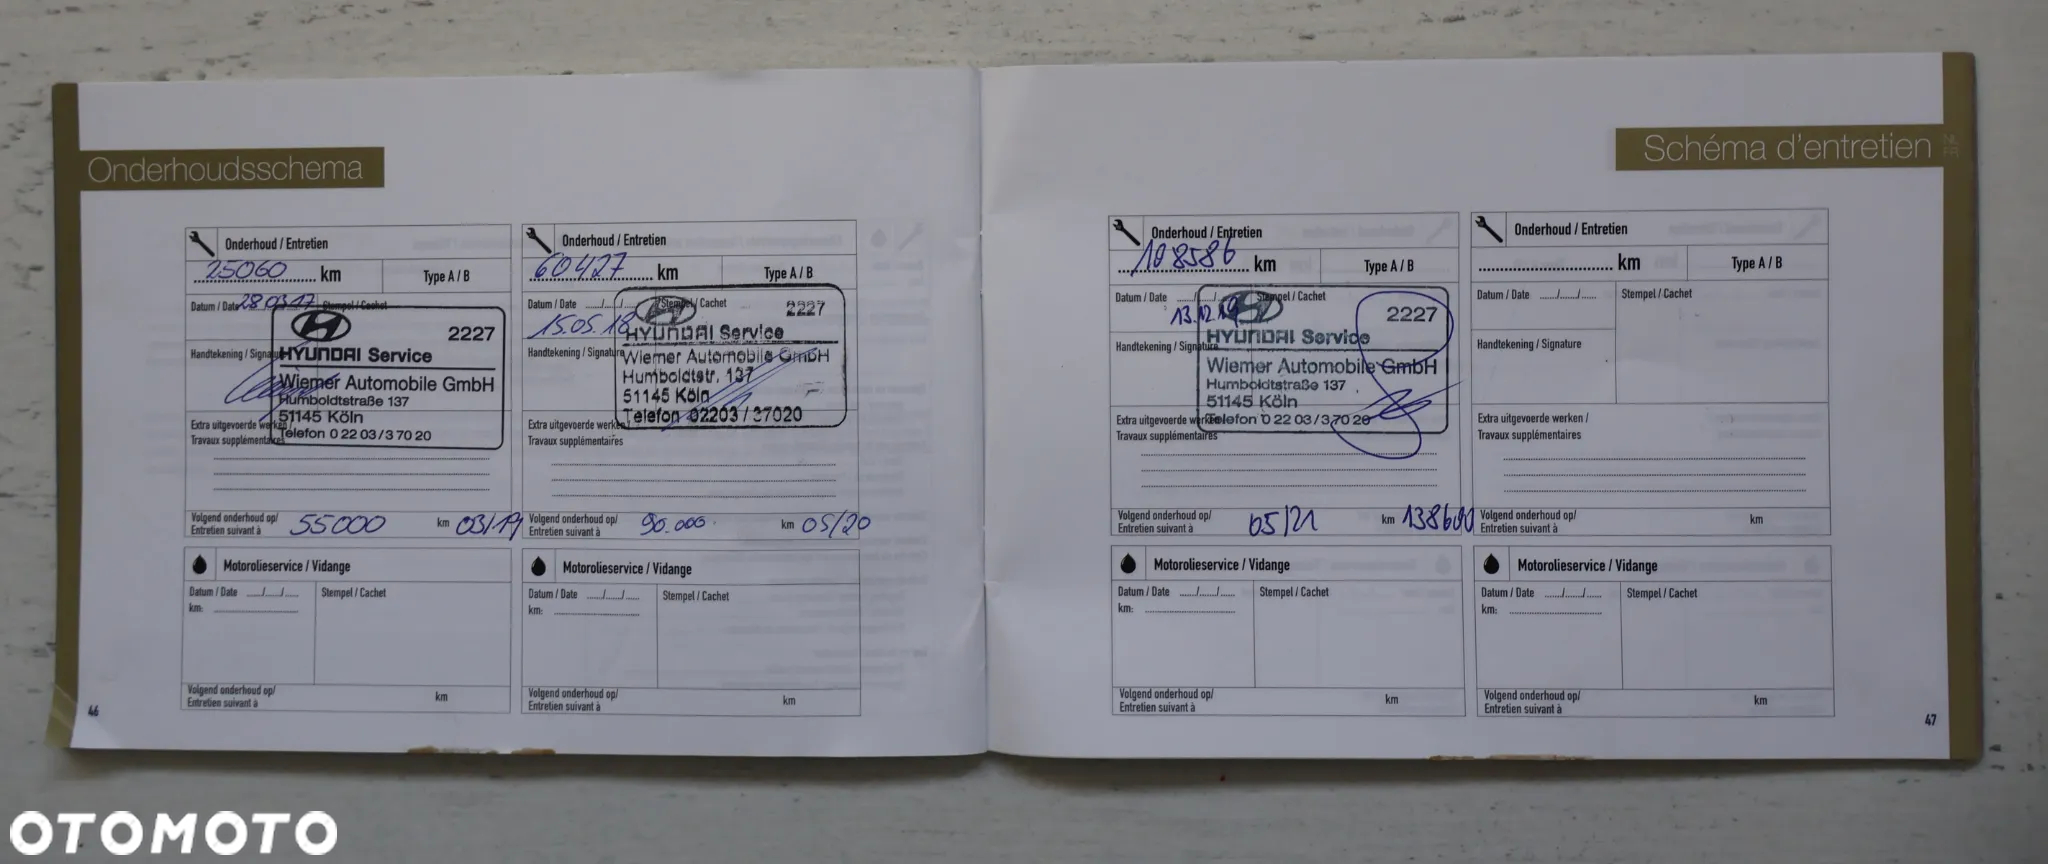 Onderhoudsschema
Onderhoud / Entretien
25060 km
Type A / B
Datum / Date 28.03.17
Stempel / Cachet
Handtekening / Signature
2227
HYUNDAI Service
Wiemer Automobile GmbH
Humboldtstraße 137
51145 Köln
Telefon 0 22 03 / 3 70 20
Extra uitgevoerde werken /
Travaux supplémentaires
Volgend onderhoud op/
Entretien suivant à
55000 km 03/19
Motorolieservice / Vidange
Datum / Date ....../....../......
Stempel / Cachet
km:
Volgend onderhoud op/
Entretien suivant à
km
Onderhoud / Entretien
60427 km
Type A / B
Datum / Date ....../....../
Stempel / Cachet
15.05.18
Handtekening / Signature
2227
HYUNDAI Service
Wiemer Automobile GmbH
Humboldtstr. 137
51145 Köln
Telefon 02203 / 37020
Extra uitgevoerde werken
Travaux supplémentaires
Volgend onderhoud op/
Entretien suivant à
90.000 km 05/20
Motorolieservice / Vidange
Datum / Date ....../....../......
Stempel / Cachet
km:
Volgend onderhoud op/
Entretien suivant à
km
46
Schéma d'entretien
NL
FR
Onderhoud / Entretien
108586 km
Type A / B
Datum / Date ....../....../
Stempel / Cachet
13.12.19
Handtekening / Signature
2227
HYUNDAI Service
Wiemer Automobile GmbH
Humboldtstraße 137
51145 Köln
Telefon 0 22 03 / 3 70 20
Extra uitgevoerde werken
Travaux supplémentaires
Volgend onderhoud op/
Entretien suivant à
05/21 km 138600
Motorolieservice / Vidange
Datum / Date ....../....../......
Stempel / Cachet
km:
Volgend onderhoud op/
Entretien suivant à
km
Onderhoud / Entretien
km
Type A / B
Datum / Date ....../....../......
Stempel / Cachet
Handtekening / Signature
Extra uitgevoerde werken /
Travaux supplémentaires
Volgend onderhoud op/
Entretien suivant à
km
Motorolieservice / Vidange
Datum / Date ....../....../......
Stempel / Cachet
km:
Volgend onderhoud op/
Entretien suivant à
km
47
OTOMOTO